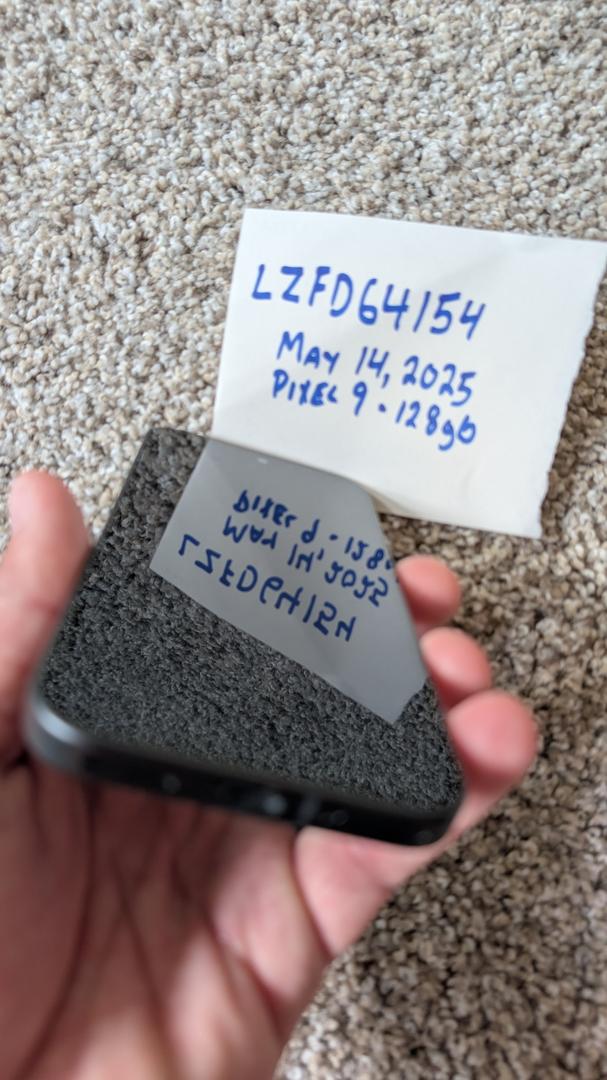 LZFD64154
MAY 14, 2025
PIXEL 9 - 128gb